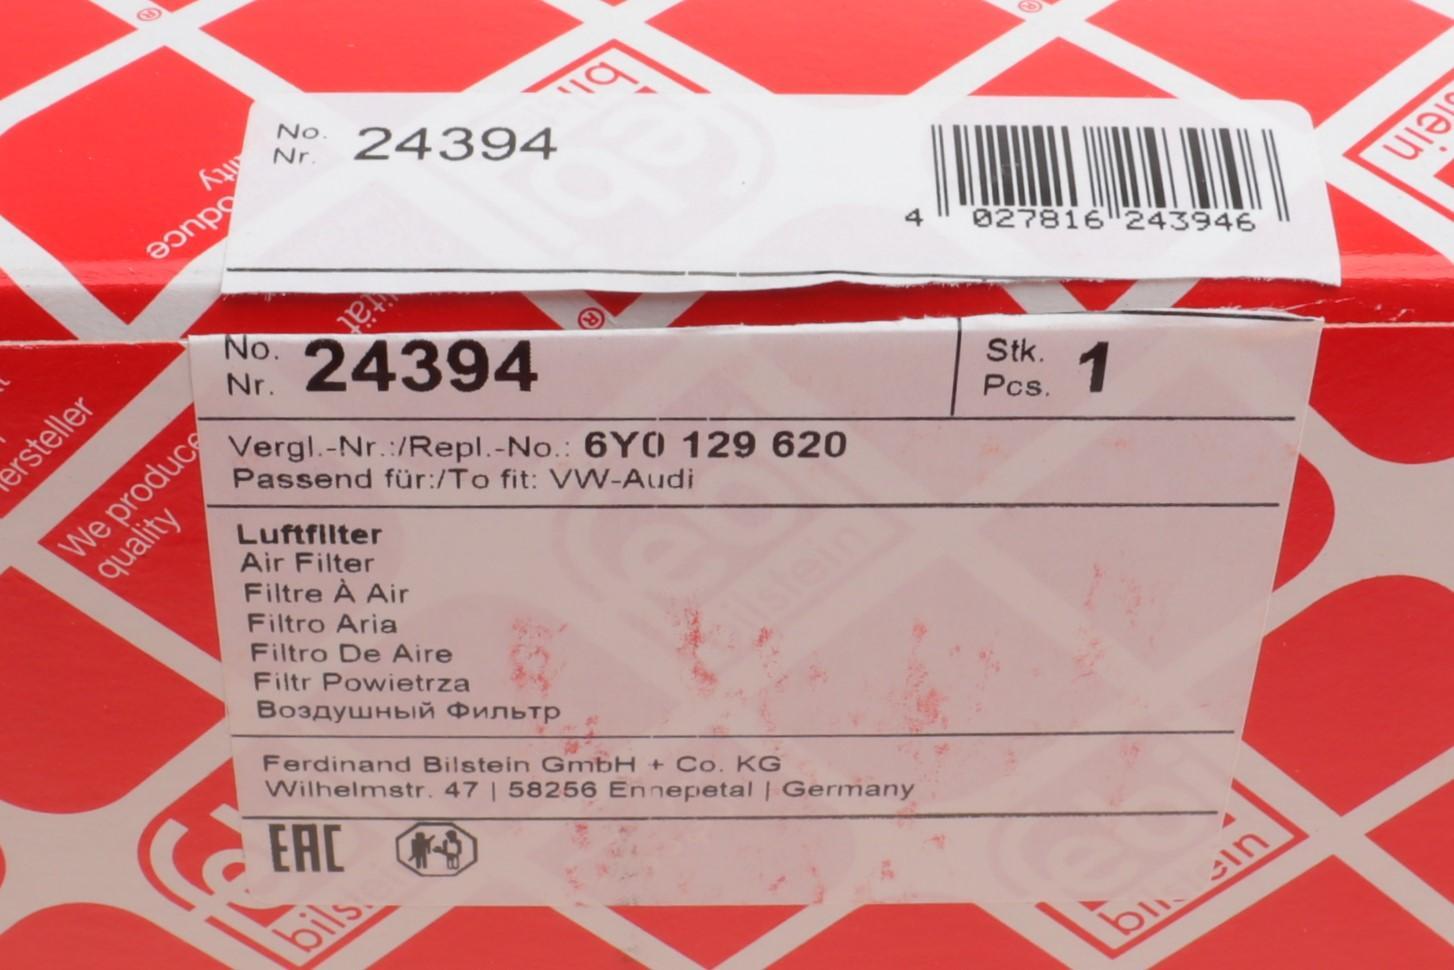 No.
Nr. 24394
4 027816 243946
No.
Nr. 24394
Stk.
Pcs. 1
Vergl.-Nr.:/Repl.-No.: 6Y0 129 620
Passend für:/To fit: VW-Audi
Luftfilter
Air Filter
Filtre À Air
Filtro Aria
Filtro De Aire
Filtr Powietrza
Воздушный Фильтр
Ferdinand Bilstein GmbH + Co. KG
Wilhelmstr. 47 | 58256 Ennepetal | Germany
EAC
We produce
quality
bilstein